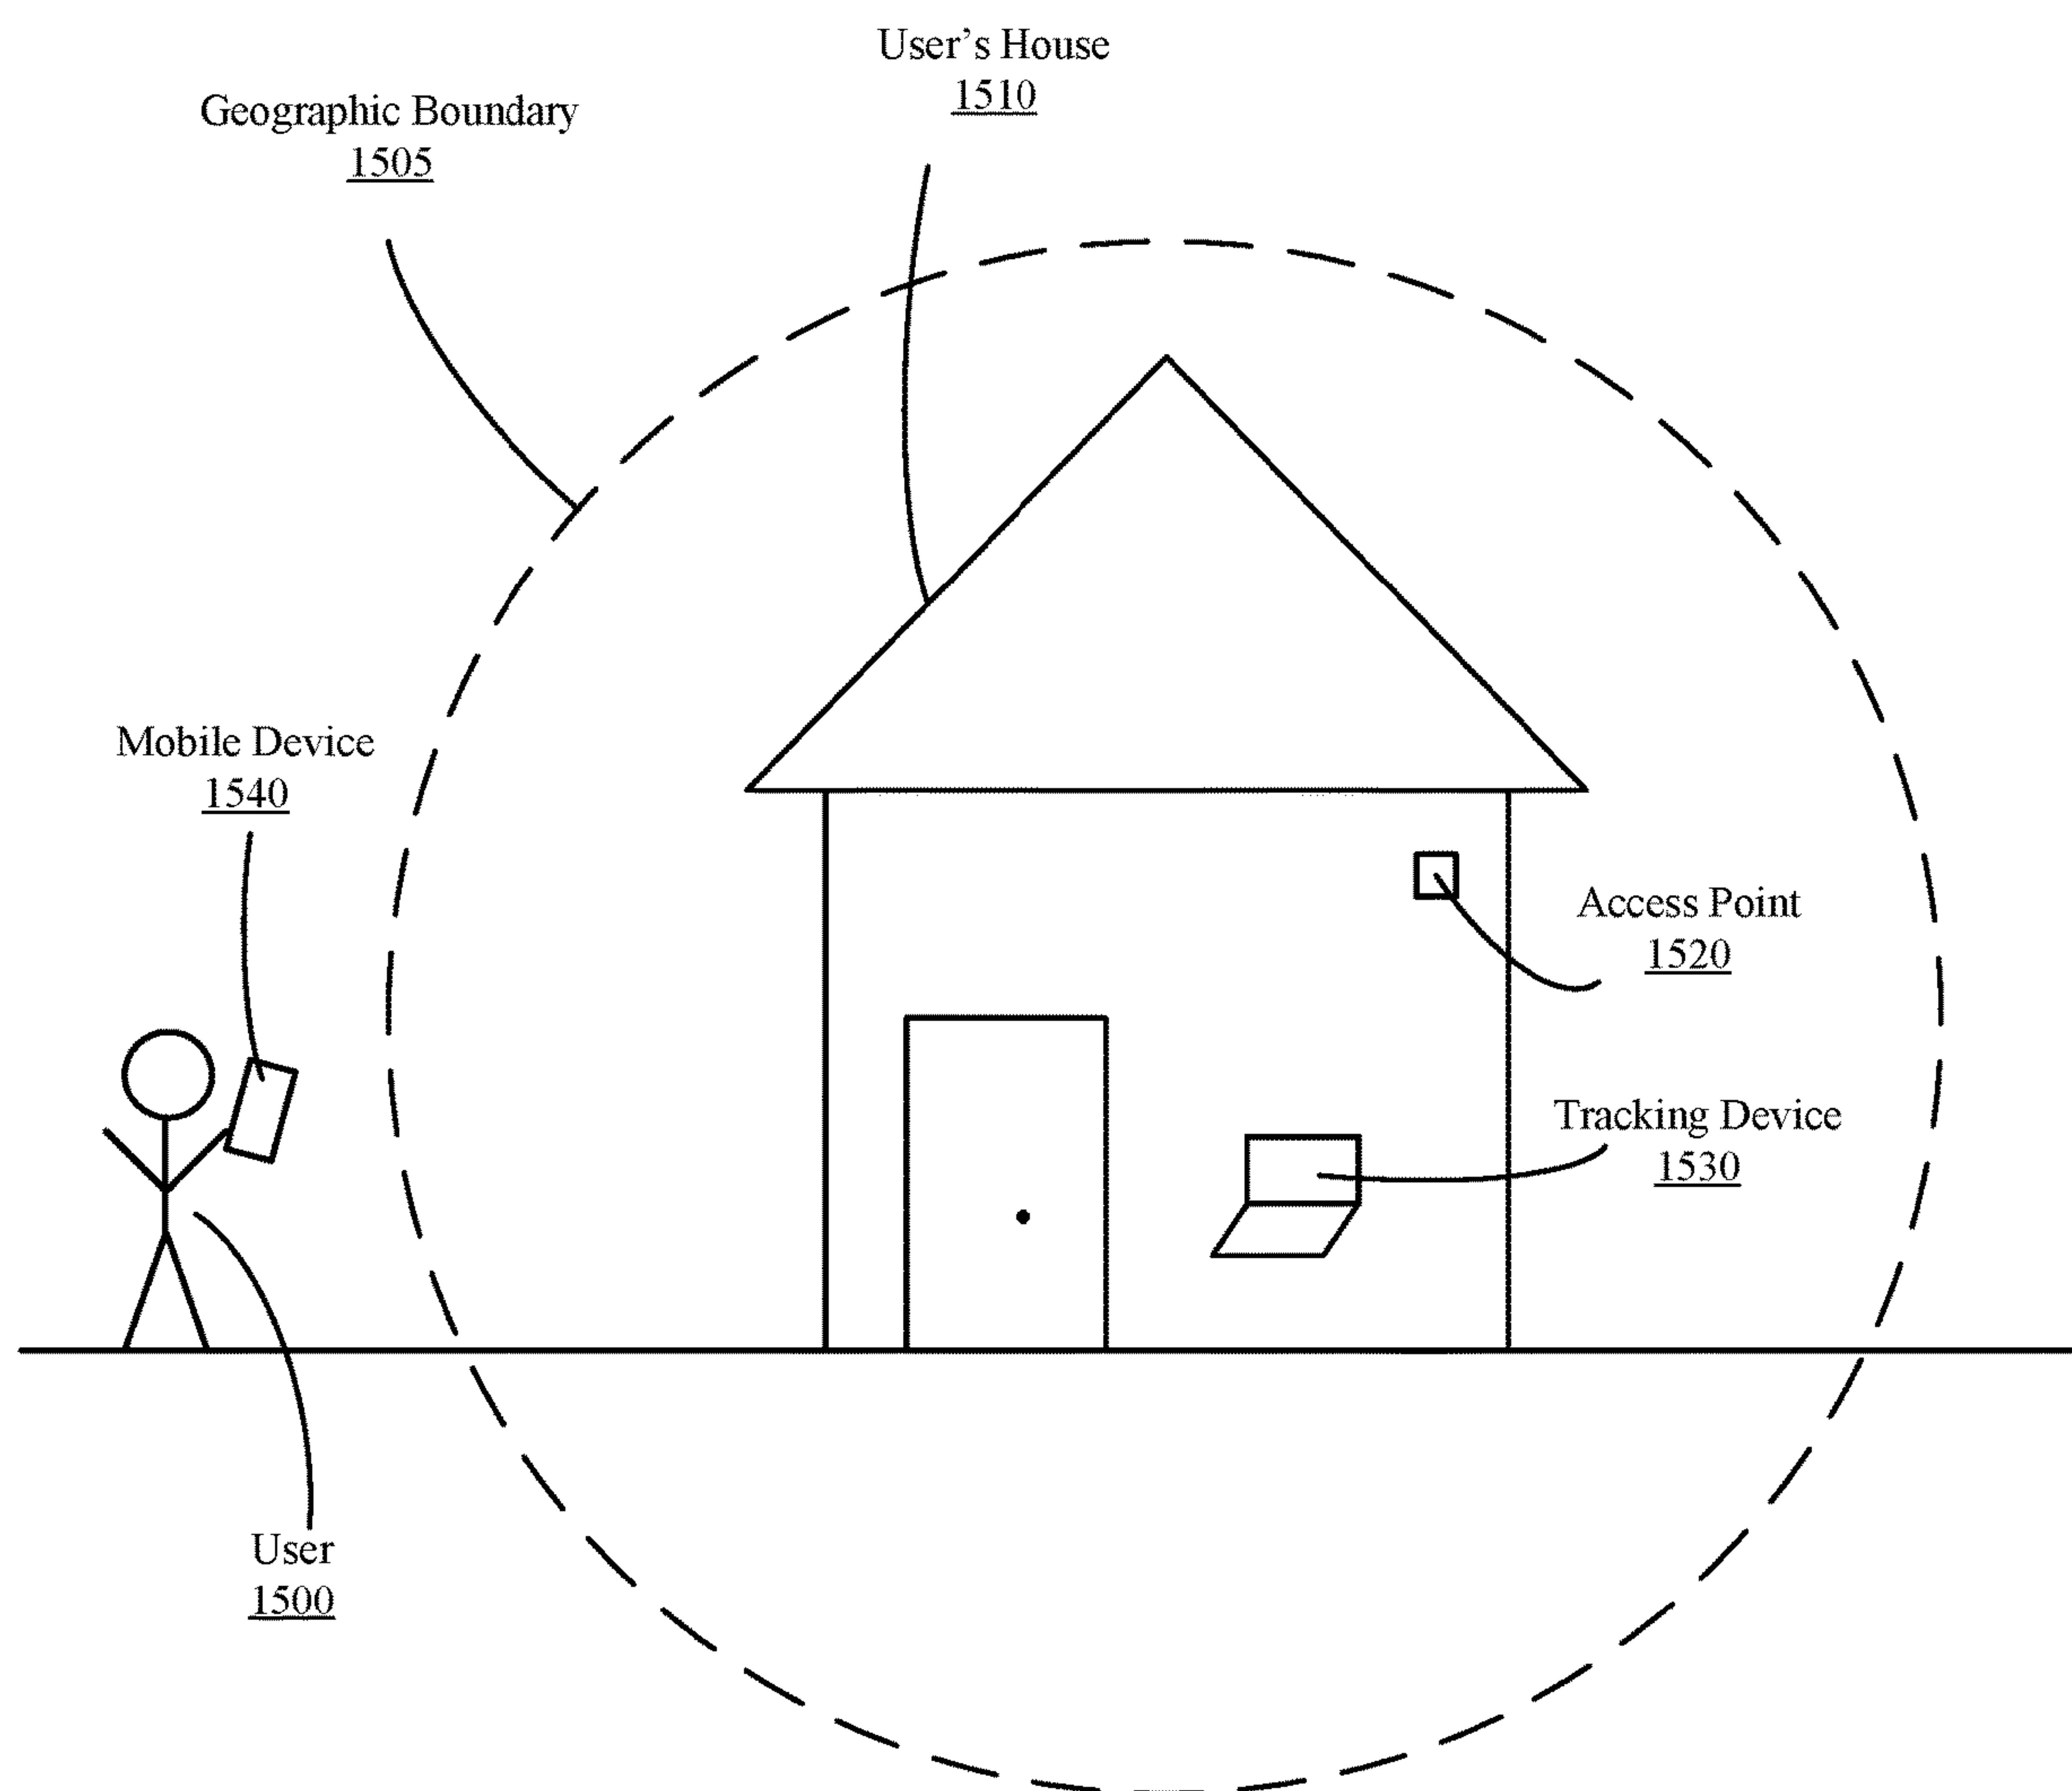 User’s House
1510
Geographic Boundary
1505
Mobile Device
1540
Access Point
1520
Tracking Device
1530
User
1500